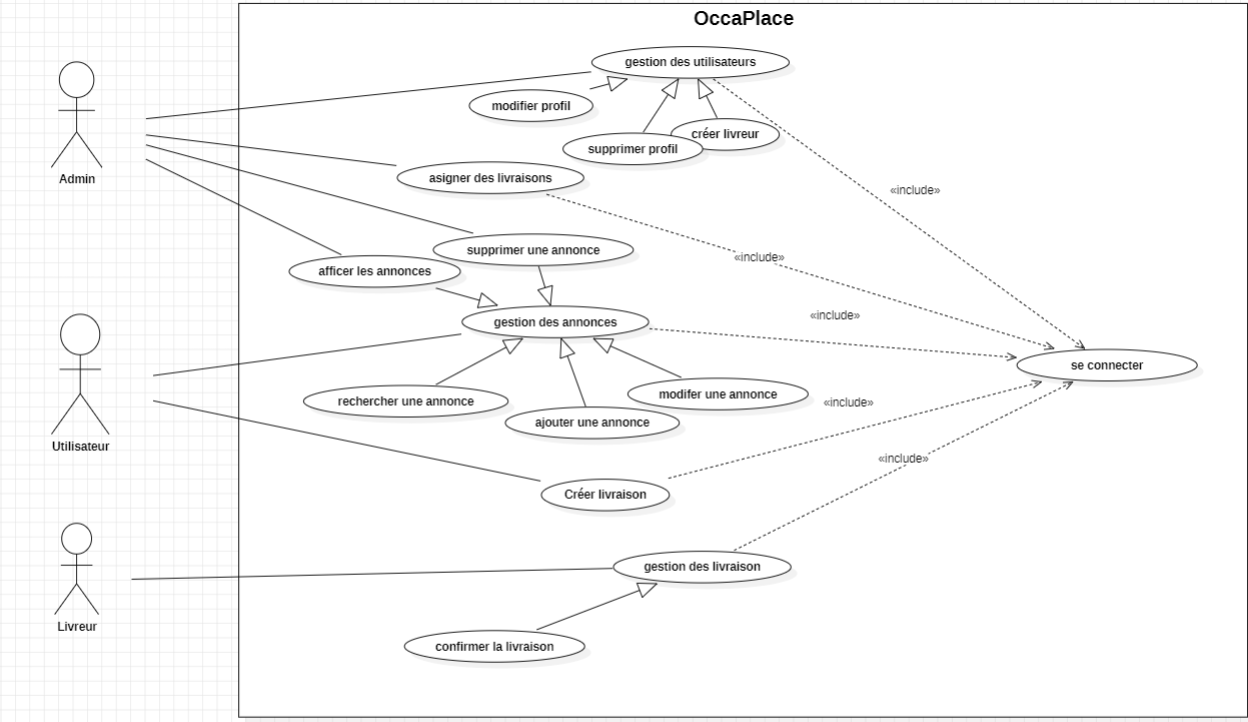 OccaPlace
gestion des utilisateurs
modifier profil
créer livreur
supprimer profil
Admin
asigner des livraisons
«include»
supprimer une annonce
«include»
afficer les annonces
gestion des annonces
«include»
se connecter
rechercher une annonce
modifer une annonce
«include»
ajouter une annonce
Utilisateur
«include»
Créer livraison
gestion des livraison
Livreur
confirmer la livraison